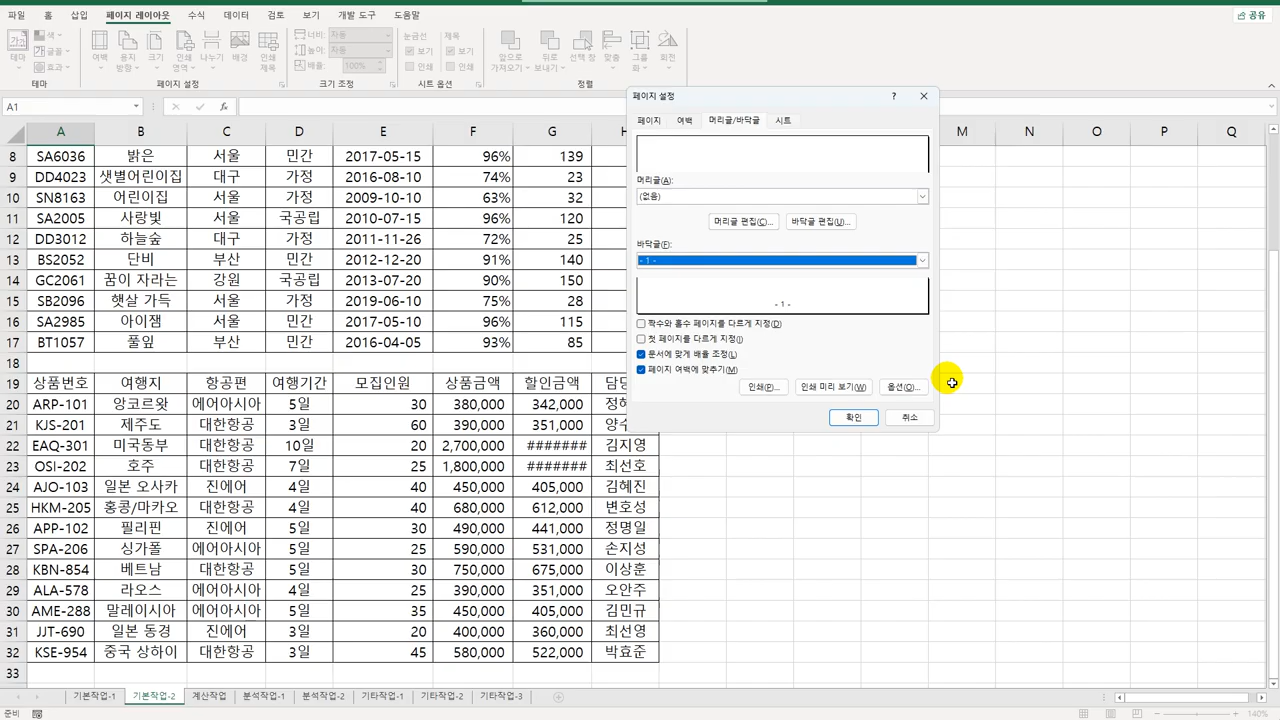 파일 홈 삽입 페이지 레이아웃 수식 데이터 검토 보기 개발 도구 도움말 공유
테마 색 글꼴 효과 여백 용지 방향 크기 인쇄 영역 나누기 배경 인쇄 제목 너비: 자동 높이: 자동 배율: 100% 눈금선 보기 인쇄 제목 보기 인쇄 앞으로 가져오기 뒤로 보내기 선택 창 맞춤 그룹화 회전
테마 페이지 설정 크기 조정 시트 옵션 정렬
A1 fx
A B C D E F G H M N O P Q
8 SA6036 밝은 서울 민간 2017-05-15 96% 139
9 DD4023 샛별어린이집 대구 가정 2016-08-10 74% 23
10 SN8163 어린이집 서울 가정 2009-10-10 63% 32
11 SA2005 사랑빛 서울 국공립 2010-07-15 96% 120
12 DD3012 하늘숲 대구 가정 2011-11-26 72% 25
13 BS2052 단비 부산 민간 2012-12-20 91% 140
14 GC2061 꿈이 자라는 강원 국공립 2013-07-20 90% 150
15 SB2096 햇살 가득 서울 가정 2019-06-10 75% 28
16 SA2985 아이잼 서울 민간 2017-05-10 96% 115
17 BT1057 풀잎 부산 민간 2016-04-05 93% 85
18
19 상품번호 여행지 항공편 여행기간 모집인원 상품금액 할인금액 담당
20 ARP-101 앙코르왓 에어아시아 5일 30 380,000 342,000 정혜
21 KJS-201 제주도 대한항공 3일 60 390,000 351,000 양수
22 EAQ-301 미국동부 대한항공 10일 20 2,700,000 ####### 김지영
23 OSI-202 호주 대한항공 7일 25 1,800,000 ####### 최선호
24 AJO-103 일본 오사카 진에어 4일 40 450,000 405,000 김혜진
25 HKM-205 홍콩/마카오 대한항공 4일 40 680,000 612,000 변호성
26 APP-102 필리핀 진에어 5일 30 490,000 441,000 정명일
27 SPA-206 싱가폴 에어아시아 5일 25 590,000 531,000 손지성
28 KBN-854 베트남 대한항공 5일 30 750,000 675,000 이상훈
29 ALA-578 라오스 에어아시아 4일 25 390,000 351,000 오안주
30 AME-288 말레이시아 에어아시아 5일 35 450,000 405,000 김민규
31 JJT-690 일본 동경 진에어 3일 20 400,000 360,000 최선영
32 KSE-954 중국 상하이 대한항공 3일 45 580,000 522,000 박효준
33
페이지 설정 ?
페이지 여백 머리글/바닥글 시트
머리글(A):
(없음)
머리글 편집(C)... 바닥글 편집(U)...
바닥글(F):
- 1 -
- 1 -
짝수와 홀수 페이지를 다르게 지정(D)
첫 페이지를 다르게 지정(I)
문서에 맞게 배율 조정(L)
페이지 여백에 맞추기(M)
인쇄(P)... 인쇄 미리 보기(W) 옵션(O)...
확인 취소
기본작업-1 기본작업-2 계산작업 분석작업-1 분석작업-2 기타작업-1 기타작업-2 기타작업-3
준비 140%